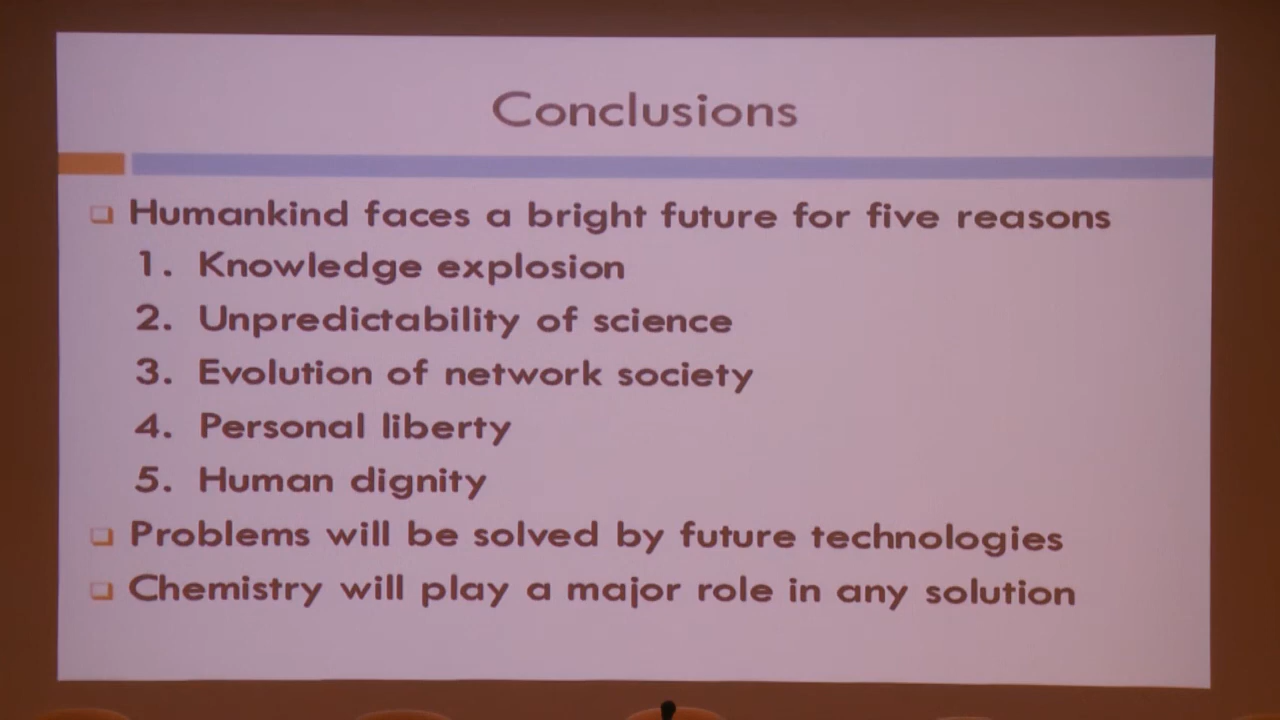 Conclusions
Humankind faces a bright future for five reasons
1. Knowledge explosion
2. Unpredictability of science
3. Evolution of network society
4. Personal liberty
5. Human dignity
Problems will be solved by future technologies
Chemistry will play a major role in any solution